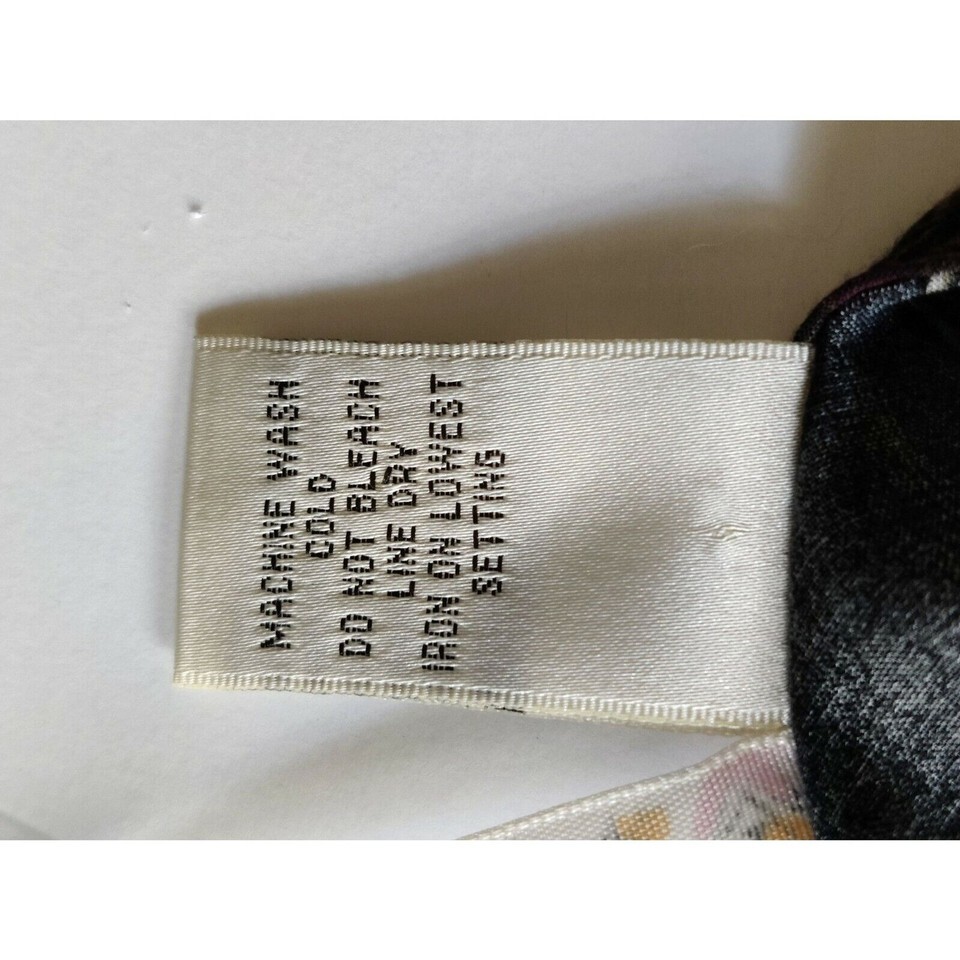 MACHINE WASH
COLD
DO NOT BLEACH
LINE DRY
IRON ON LOWEST
SETTING